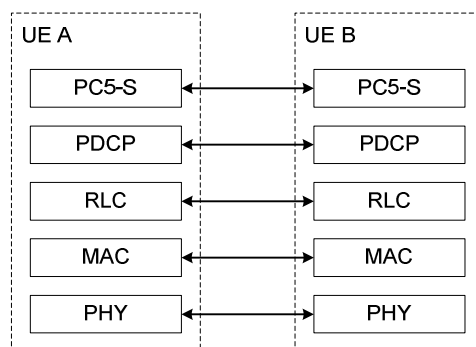 UE A
UE B
PC5-S
PC5-S
PDCP
PDCP
RLC
RLC
MAC
MAC
PHY
PHY